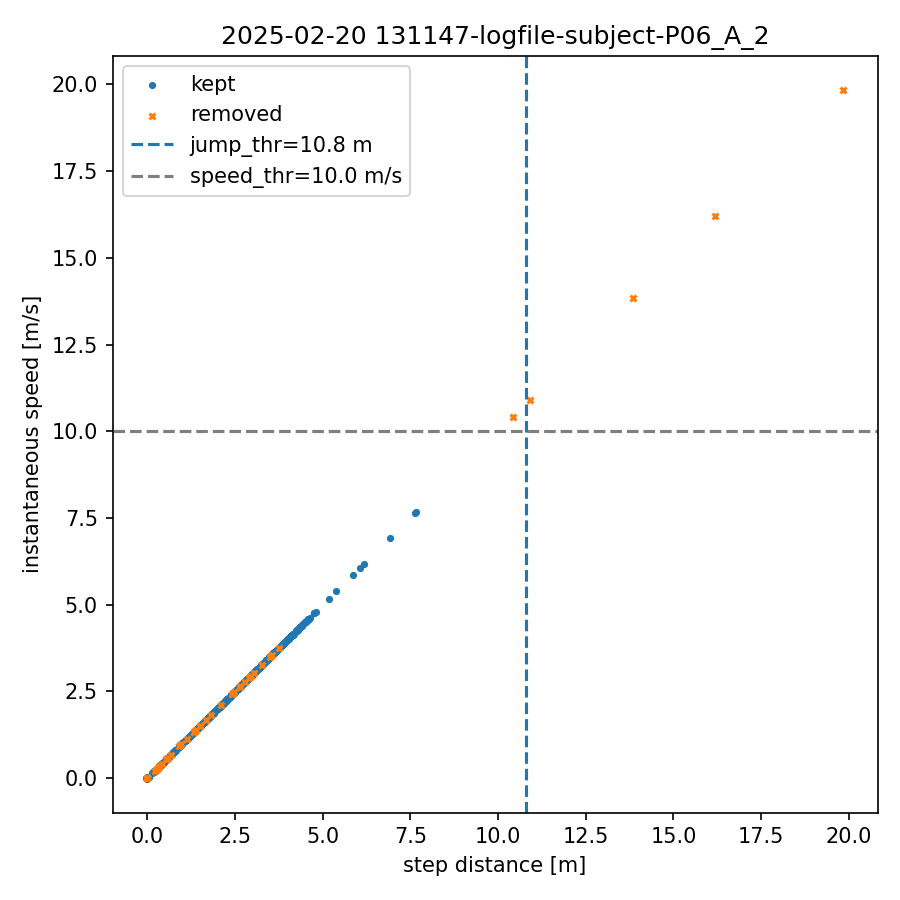 2025-02-20 131147-logfile-subject-P06_A_2
kept
removed
jump_thr=10.8 m
speed_thr=10.0 m/s
instantaneous speed [m/s]
20.0
17.5
15.0
12.5
10.0
7.5
5.0
2.5
0.0
0.0 2.5 5.0 7.5 10.0 12.5 15.0 17.5 20.0
step distance [m]